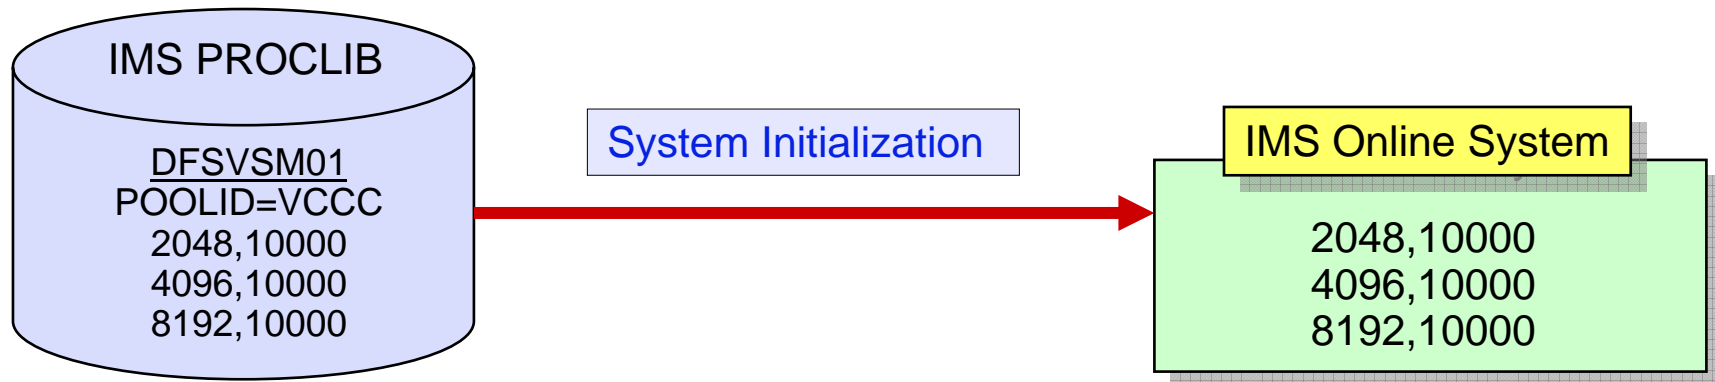 IMS PROCLIB
DFSVSM01
POOLID=VCCC
2048,10000
4096,10000
8192,10000
System Initialization
IMS Online System
2048,10000
4096,10000
8192,10000